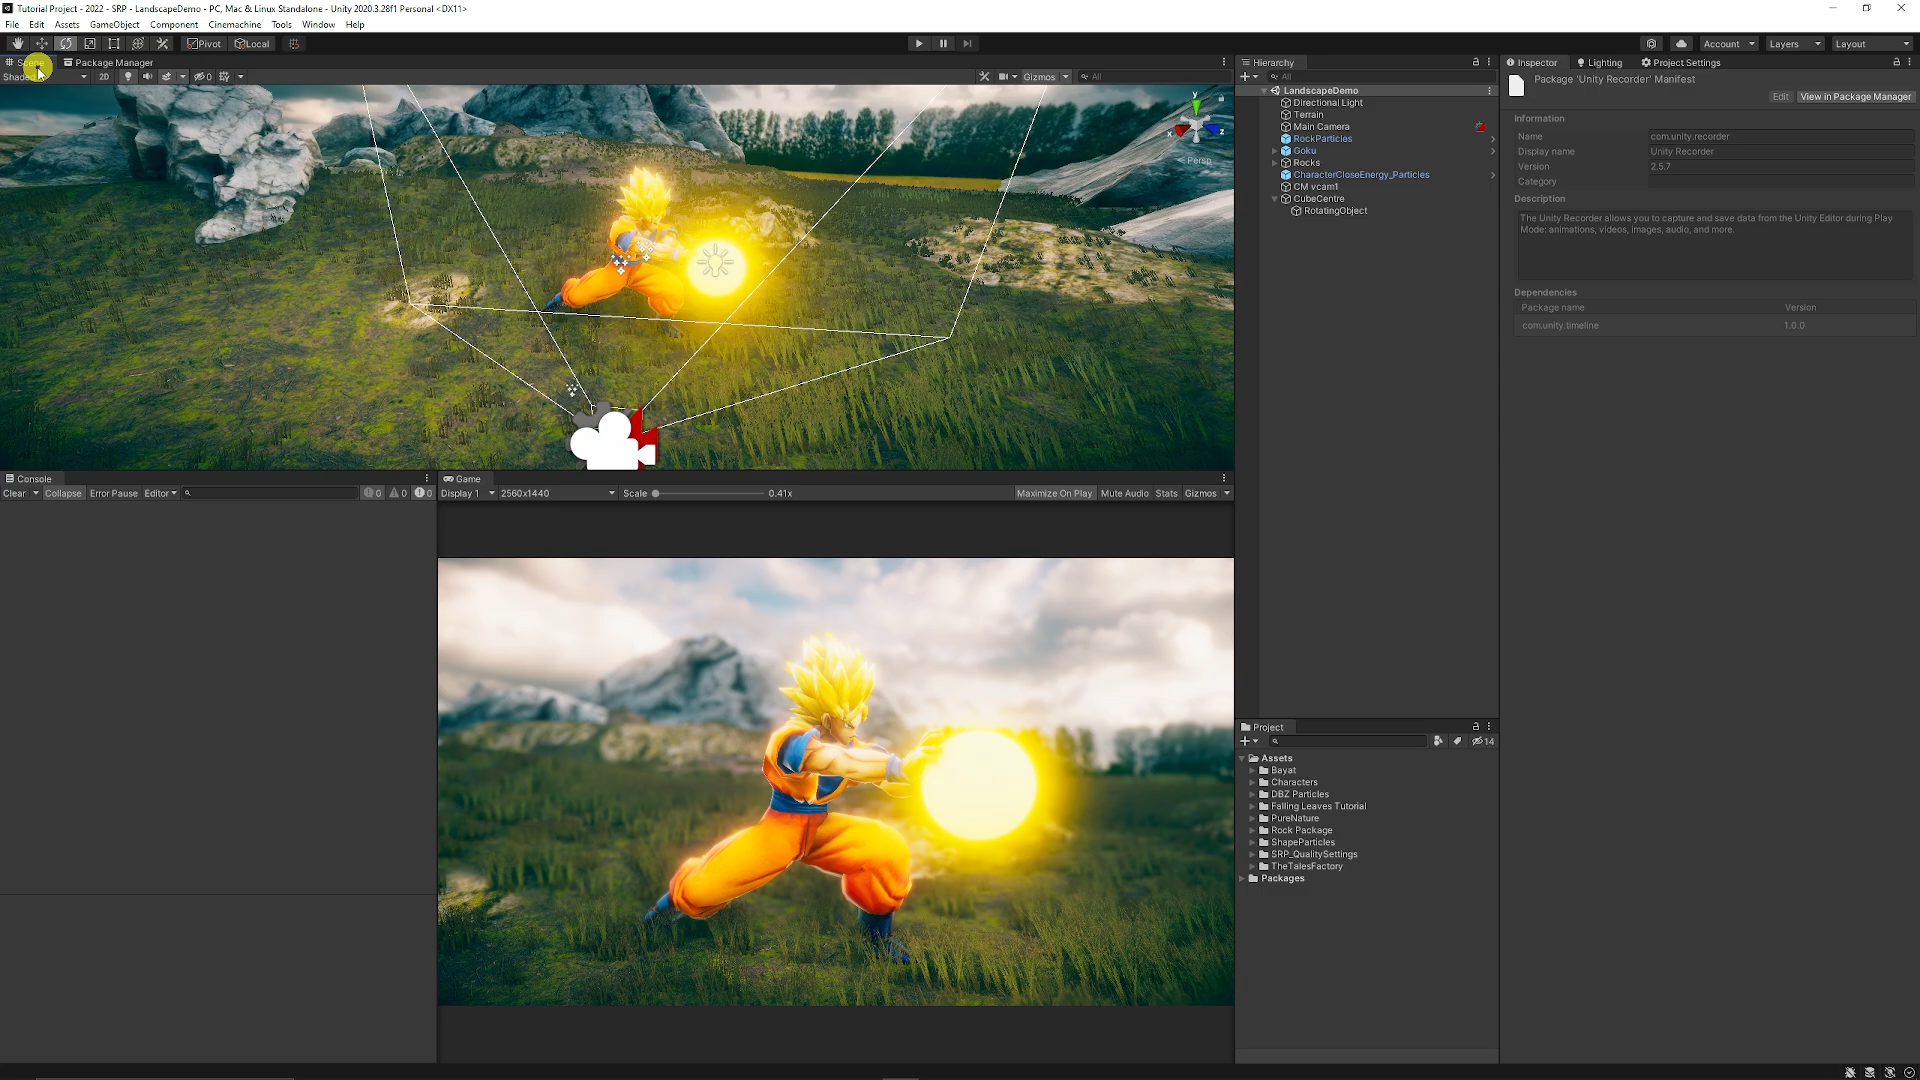 Tutorial Project - 2022 - SRP - LandscapeDemo - PC, Mac & Linux Standalone - Unity 2020.3.28f1 Personal <DX11>
File Edit Assets GameObject Component Cinemachine Tools Window Help
Pivot Local
Account Layers Layout
Scene Package Manager
Shaded 2D 0 Gizmos All
y
x
z
Persp
Console
Clear Collapse Error Pause Editor 0 0 0
Game
Display 1 2560x1440 Scale 0.41x Maximize On Play Mute Audio Stats Gizmos
Hierarchy
All
LandscapeDemo
Directional Light
Terrain
Main Camera
RockParticles
Goku
Rocks
CharacterCloseEnergy_Particles
CM vcam1
CubeCentre
RotatingObject
Project
14
Assets
Bayat
Characters
DBZ Particles
Falling Leaves Tutorial
PureNature
Rock Package
ShapeParticles
SRP_QualitySettings
TheTalesFactory
Packages
Inspector Lighting Project Settings
Package 'Unity Recorder' Manifest
Edit View in Package Manager
Information
Name com.unity.recorder
Display name Unity Recorder
Version 2.5.7
Category
Description
The Unity Recorder allows you to capture and save data from the Unity Editor during Play
Mode: animations, videos, images, audio, and more.
Dependencies
Package name Version
com.unity.timeline 1.0.0